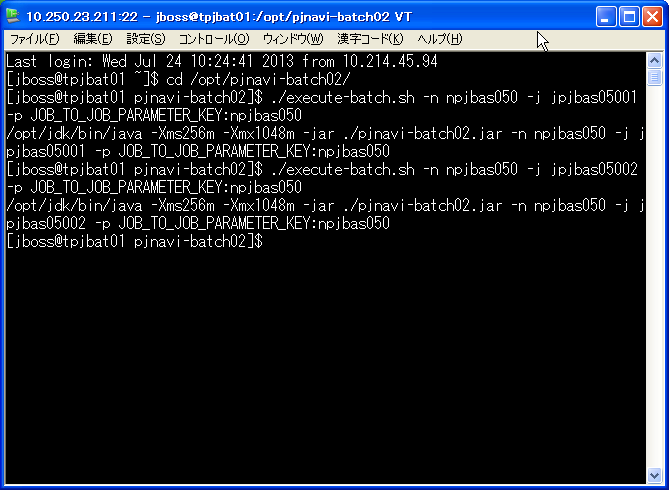 10.250.23.211:22 - jboss@tpjbat01:/opt/pjnavi-batch02 VT
ファイル(F) 編集(E) 設定(S) コントロール(O) ウィンドウ(W) 漢字コード(K) ヘルプ(H)
Last login: Wed Jul 24 10:24:41 2013 from 10.214.45.94
[jboss@tpjbat01 ~]$ cd /opt/pjnavi-batch02/
[jboss@tpjbat01 pjnavi-batch02]$ ./execute-batch.sh -n npjbas050 -j jpjbas05001
-p JOB_TO_JOB_PARAMETER_KEY:npjbas050
/opt/jdk/bin/java -Xms256m -Xmx1048m -jar ./pjnavi-batch02.jar -n npjbas050 -j j
pjbas05001 -p JOB_TO_JOB_PARAMETER_KEY:npjbas050
[jboss@tpjbat01 pjnavi-batch02]$ ./execute-batch.sh -n npjbas050 -j jpjbas05002
-p JOB_TO_JOB_PARAMETER_KEY:npjbas050
/opt/jdk/bin/java -Xms256m -Xmx1048m -jar ./pjnavi-batch02.jar -n npjbas050 -j j
pjbas05002 -p JOB_TO_JOB_PARAMETER_KEY:npjbas050
[jboss@tpjbat01 pjnavi-batch02]$